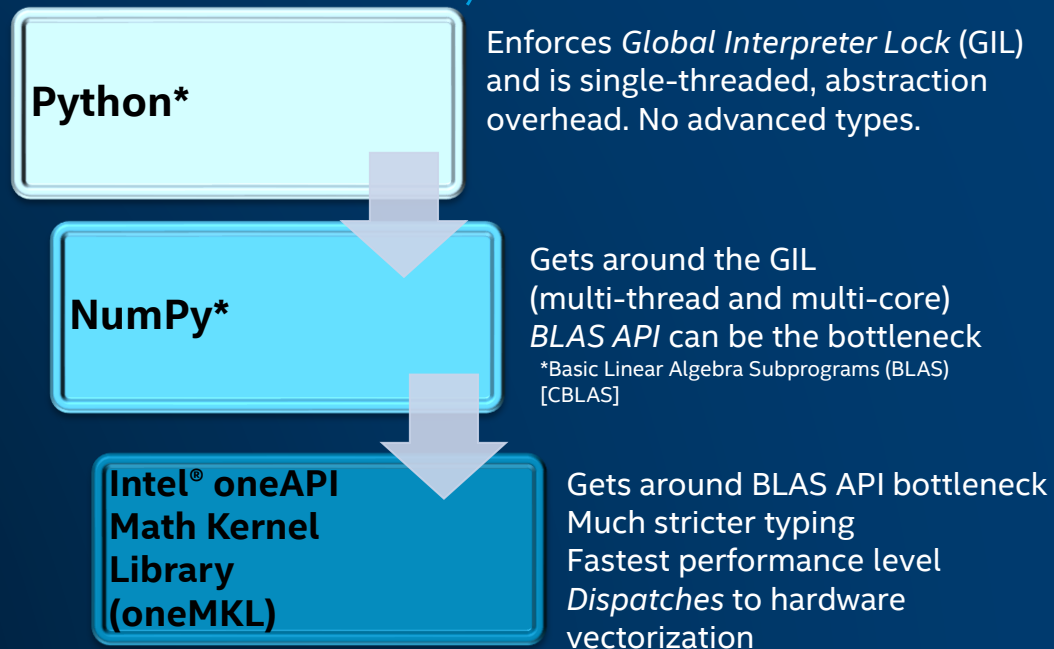 Python*
Enforces Global Interpreter Lock (GIL)
and is single-threaded, abstraction
overhead. No advanced types.
NumPy*
Gets around the GIL
(multi-thread and multi-core)
BLAS API can be the bottleneck
*Basic Linear Algebra Subprograms (BLAS)
[CBLAS]
Intel® oneAPI
Math Kernel
Library
(oneMKL)
Gets around BLAS API bottleneck
Much stricter typing
Fastest performance level
Dispatches to hardware
vectorization